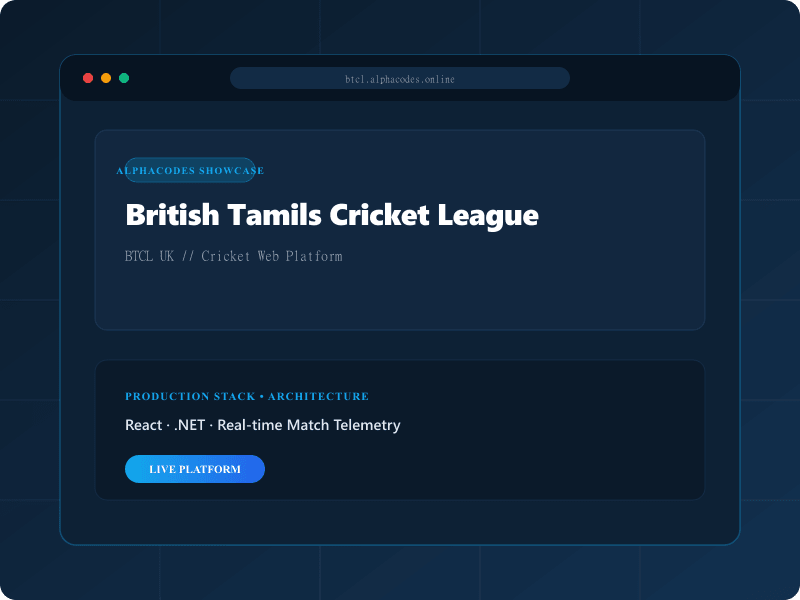 btcl.alphacodes.online
ALPHACODES SHOWCASE
British Tamils Cricket League
BTCL UK // Cricket Web Platform
PRODUCTION STACK • ARCHITECTURE
React · .NET · Real-time Match Telemetry
LIVE PLATFORM